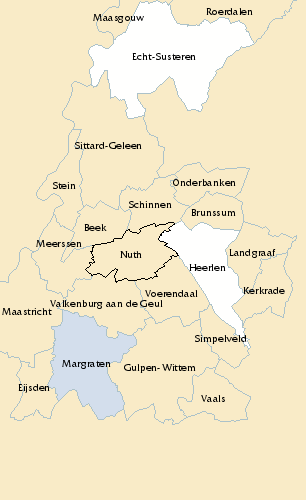 Roerdalen
Maasgouw
Echt-Susteren
Sittard-Geleen
Onderbanken
Stein
Schinnen
Brunssum
Beek
Meerssen
Nuth
Landgraaf
Heerlen
Kerkrade
Voerendaal
Valkenburg aan de Geul
Maastricht
Simpelveld
Margraten
Gulpen- Wittem
Eijsden
Vaals